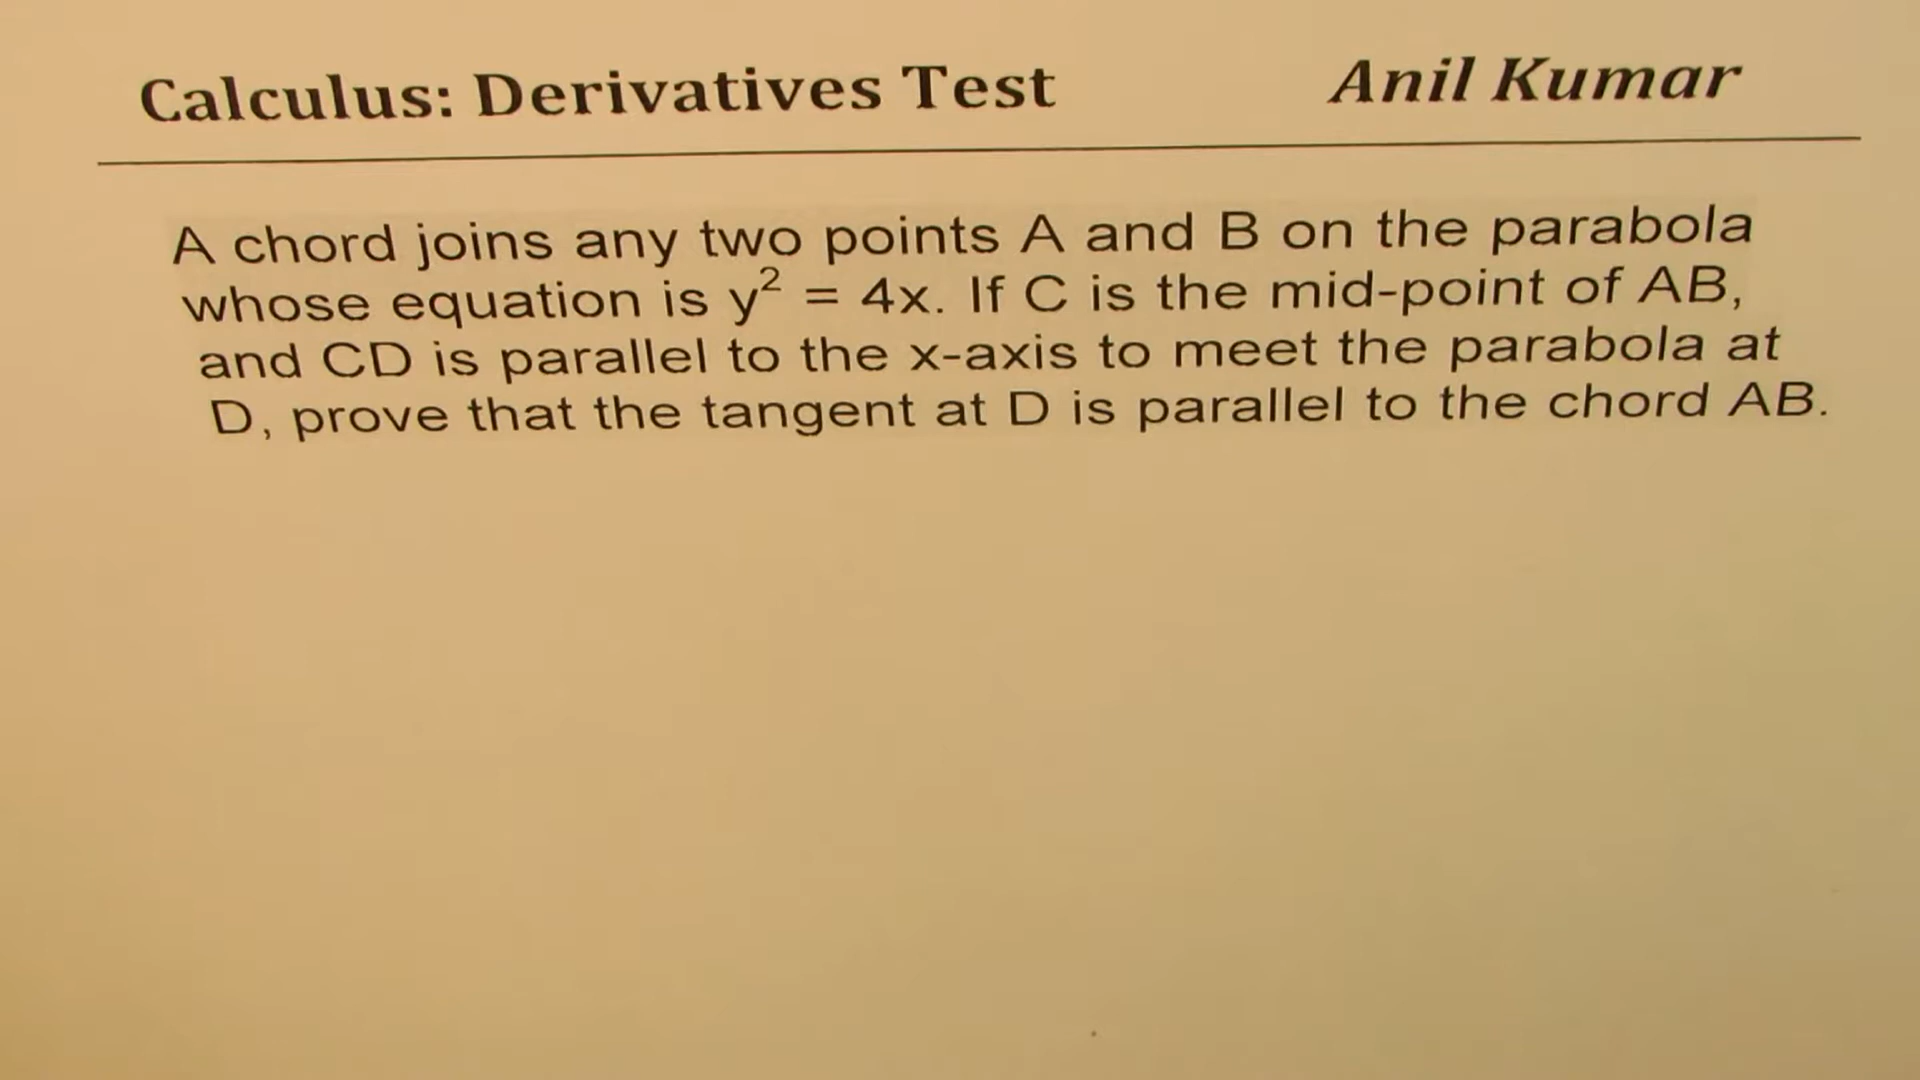 Calculus: Derivatives Test Anil Kumar
A chord joins any two points A and B on the parabola
whose equation is y² = 4x. If C is the mid-point of AB,
and CD is parallel to the x-axis to meet the parabola at
D, prove that the tangent at D is parallel to the chord AB.